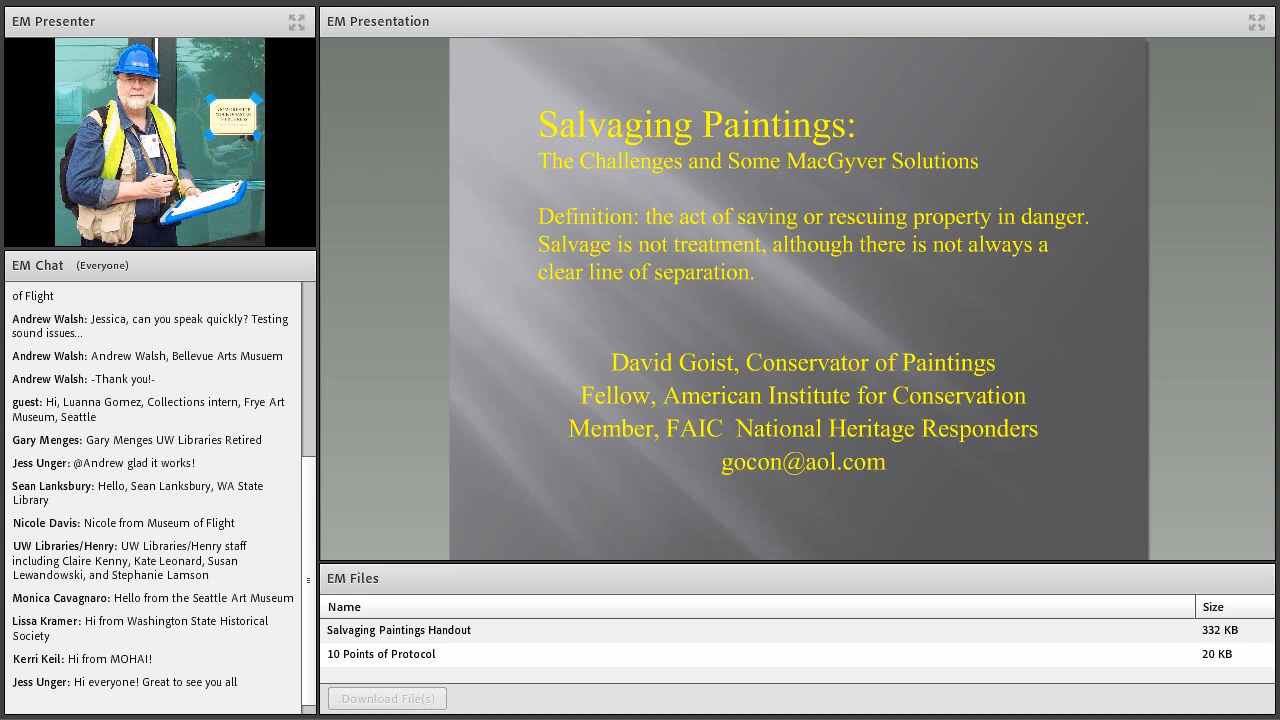 EM Presenter
EM Chat (Everyone)
of Flight
Andrew Walsh: Jessica, can you speak quickly? Testing
sound issues...
Andrew Walsh: Andrew Walsh, Bellevue Arts Musuem
Andrew Walsh: -Thank you!-
guest: Hi, Luanna Gomez, Collections intern, Frye Art
Museum, Seattle
Gary Menges: Gary Menges UW Libraries Retired
Jess Unger: @Andrew glad it works!
Sean Lanksbury: Hello, Sean Lanksbury, WA State
Library
Nicole Davis: Nicole from Museum of Flight
UW Libraries/Henry: UW Libraries/Henry staff
including Claire Kenny, Kate Leonard, Susan
Lewandowski, and Stephanie Lamson
Monica Cavagnaro: Hello from the Seattle Art Museum
Lissa Kramer: Hi from Washington State Historical
Society
Kerri Keil: Hi from MOHAI!
Jess Unger: Hi everyone! Great to see you all
EM Presentation
Salvaging Paintings:
The Challenges and Some MacGyver Solutions
Definition: the act of saving or rescuing property in danger.
Salvage is not treatment, although there is not always a
clear line of separation.
David Goist, Conservator of Paintings
Fellow, American Institute for Conservation
Member, FAIC National Heritage Responders
gocon@aol.com
EM Files
Name Size
Salvaging Paintings Handout 332 KB
10 Points of Protocol 20 KB
Download File(s)